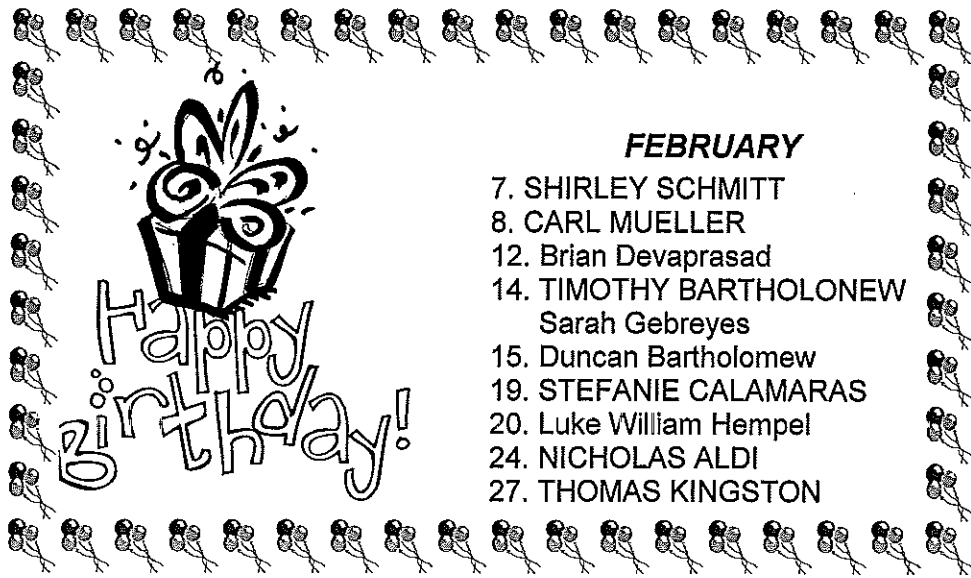 Happy
Birthday!
FEBRUARY
7. SHIRLEY SCHMITT
8. CARL MUELLER
12. Brian Devaprasad
14. TIMOTHY BARTHOLONEW
Sarah Gebreyes
15. Duncan Bartholomew
19. STEFANIE CALAMARAS
20. Luke William Hempel
24. NICHOLAS ALDI
27. THOMAS KINGSTON